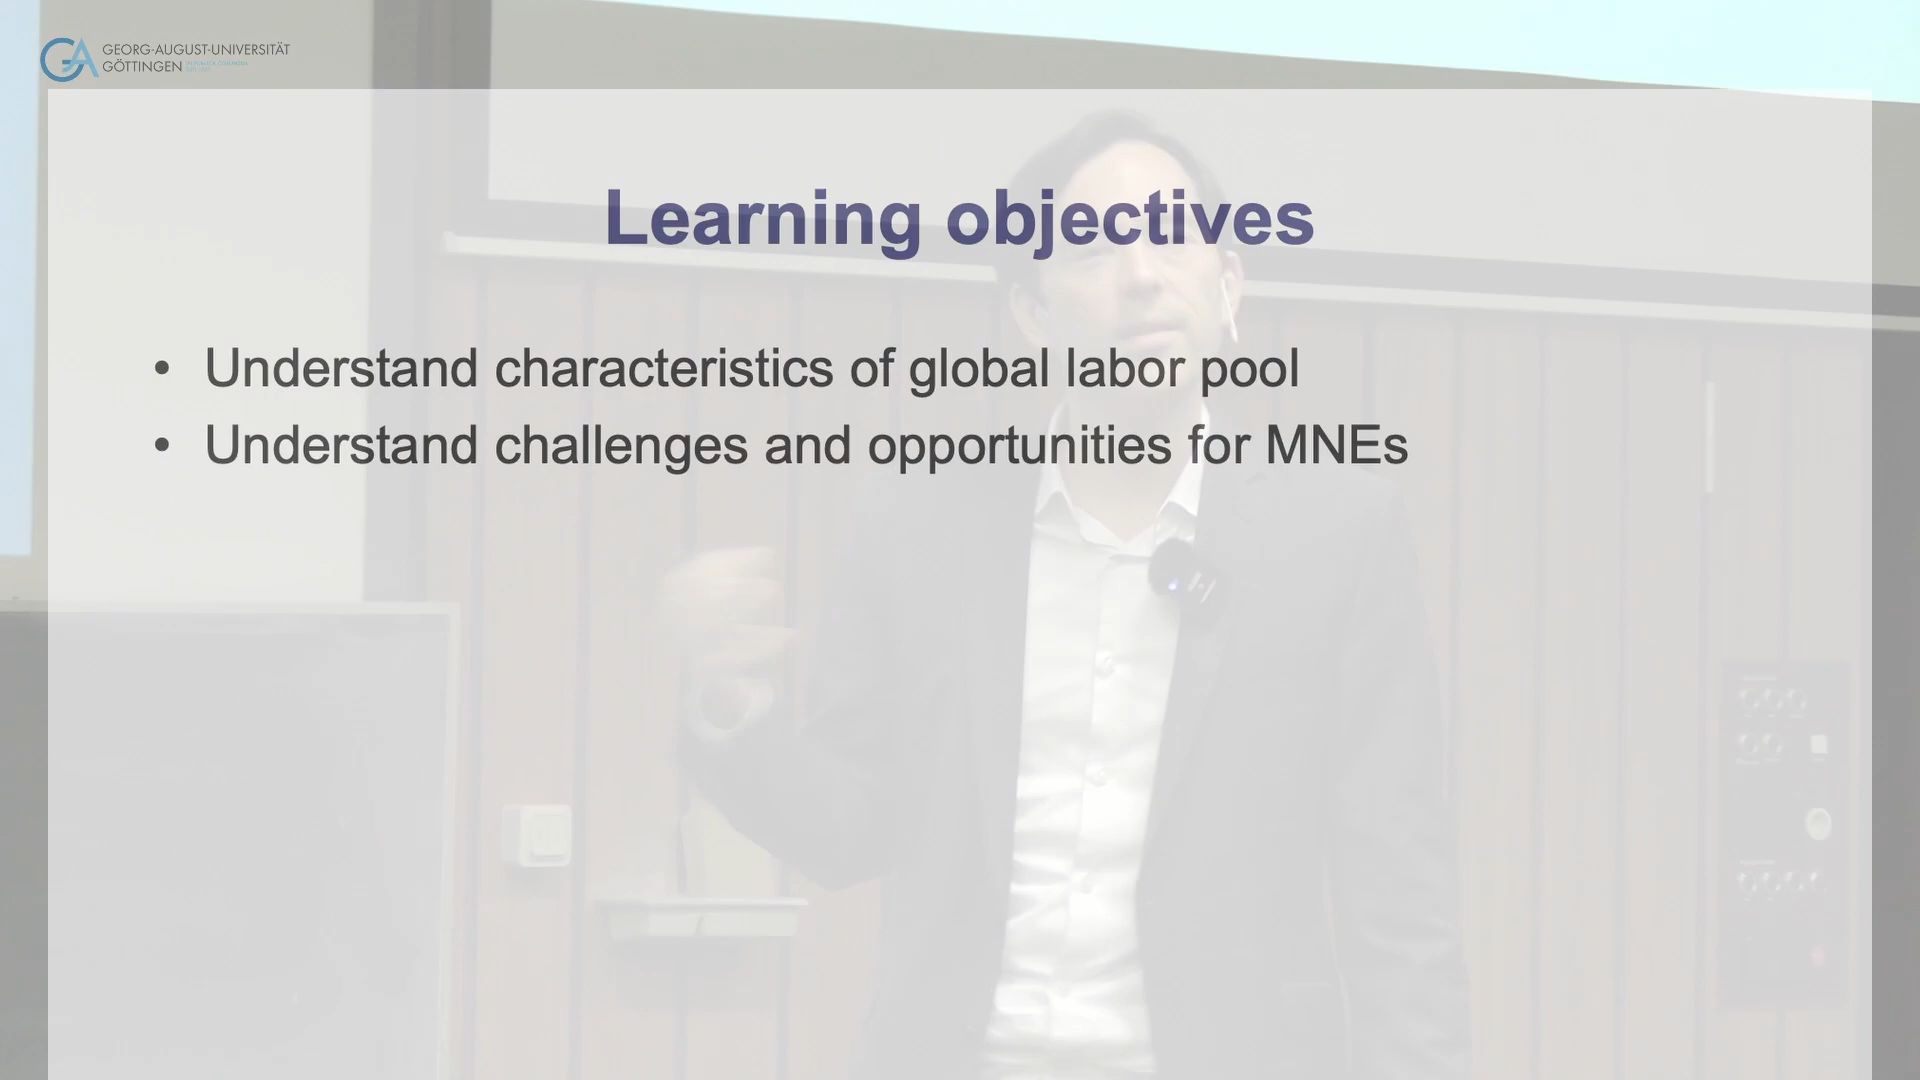 GEORG-AUGUST-UNIVERSITÄT
GÖTTINGEN
Learning objectives
• Understand characteristics of global labor pool
• Understand challenges and opportunities for MNEs